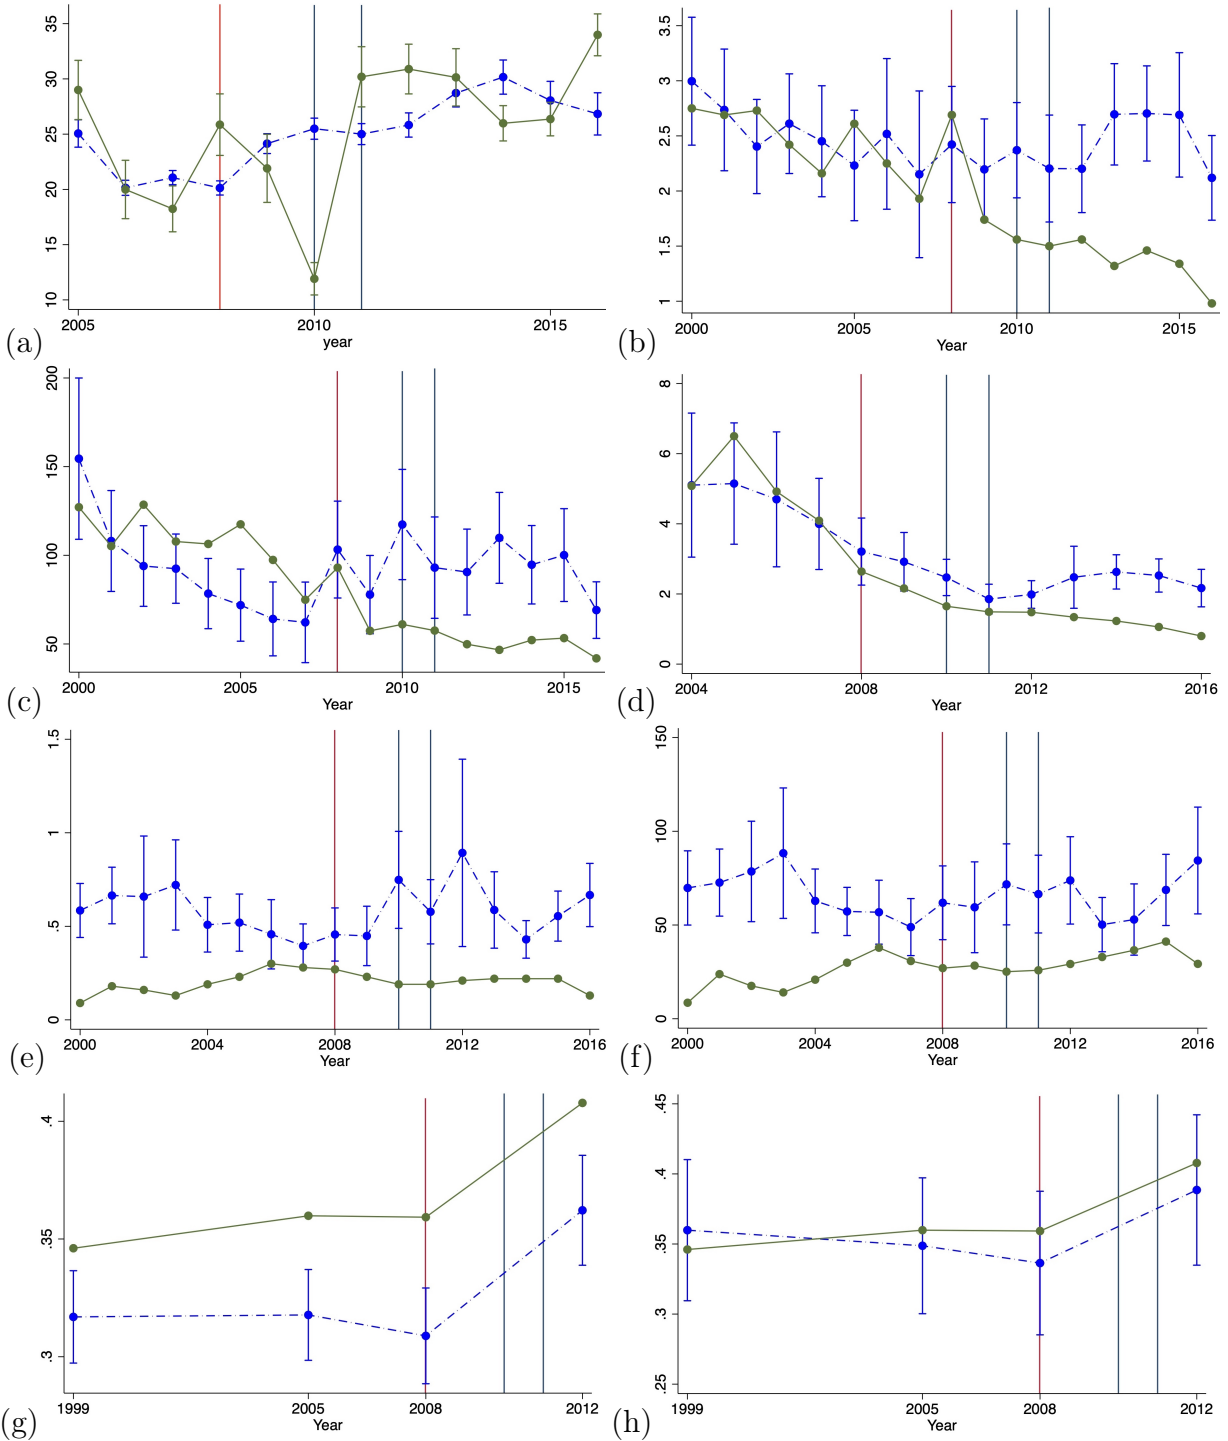 35
30
25
20
15
10
2005 2010 2015
year
(a)
3.5
3
2.5
2
1.5
1
2000 2005 2010 2015
Year
(b)
200
150
100
50
2000 2005 2010 2015
Year
(c)
8
6
4
2
0
2004 2008 2012 2016
Year
(d)
1.5
1
.5
0
2000 2004 2008 2012 2016
Year
(e)
150
100
50
0
2000 2004 2008 2012 2016
Year
(f)
.4
.35
.3
1999 2005 2008 2012
Year
(g)
.45
.4
.35
.3
.25
1999 2005 2008 2012
Year
(h)